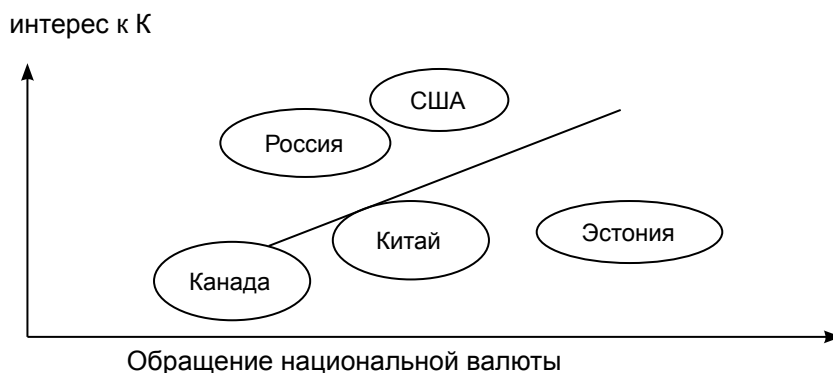 интерес к К
США
Россия
Эстония
Китай
Канада
Обращение национальной валюты